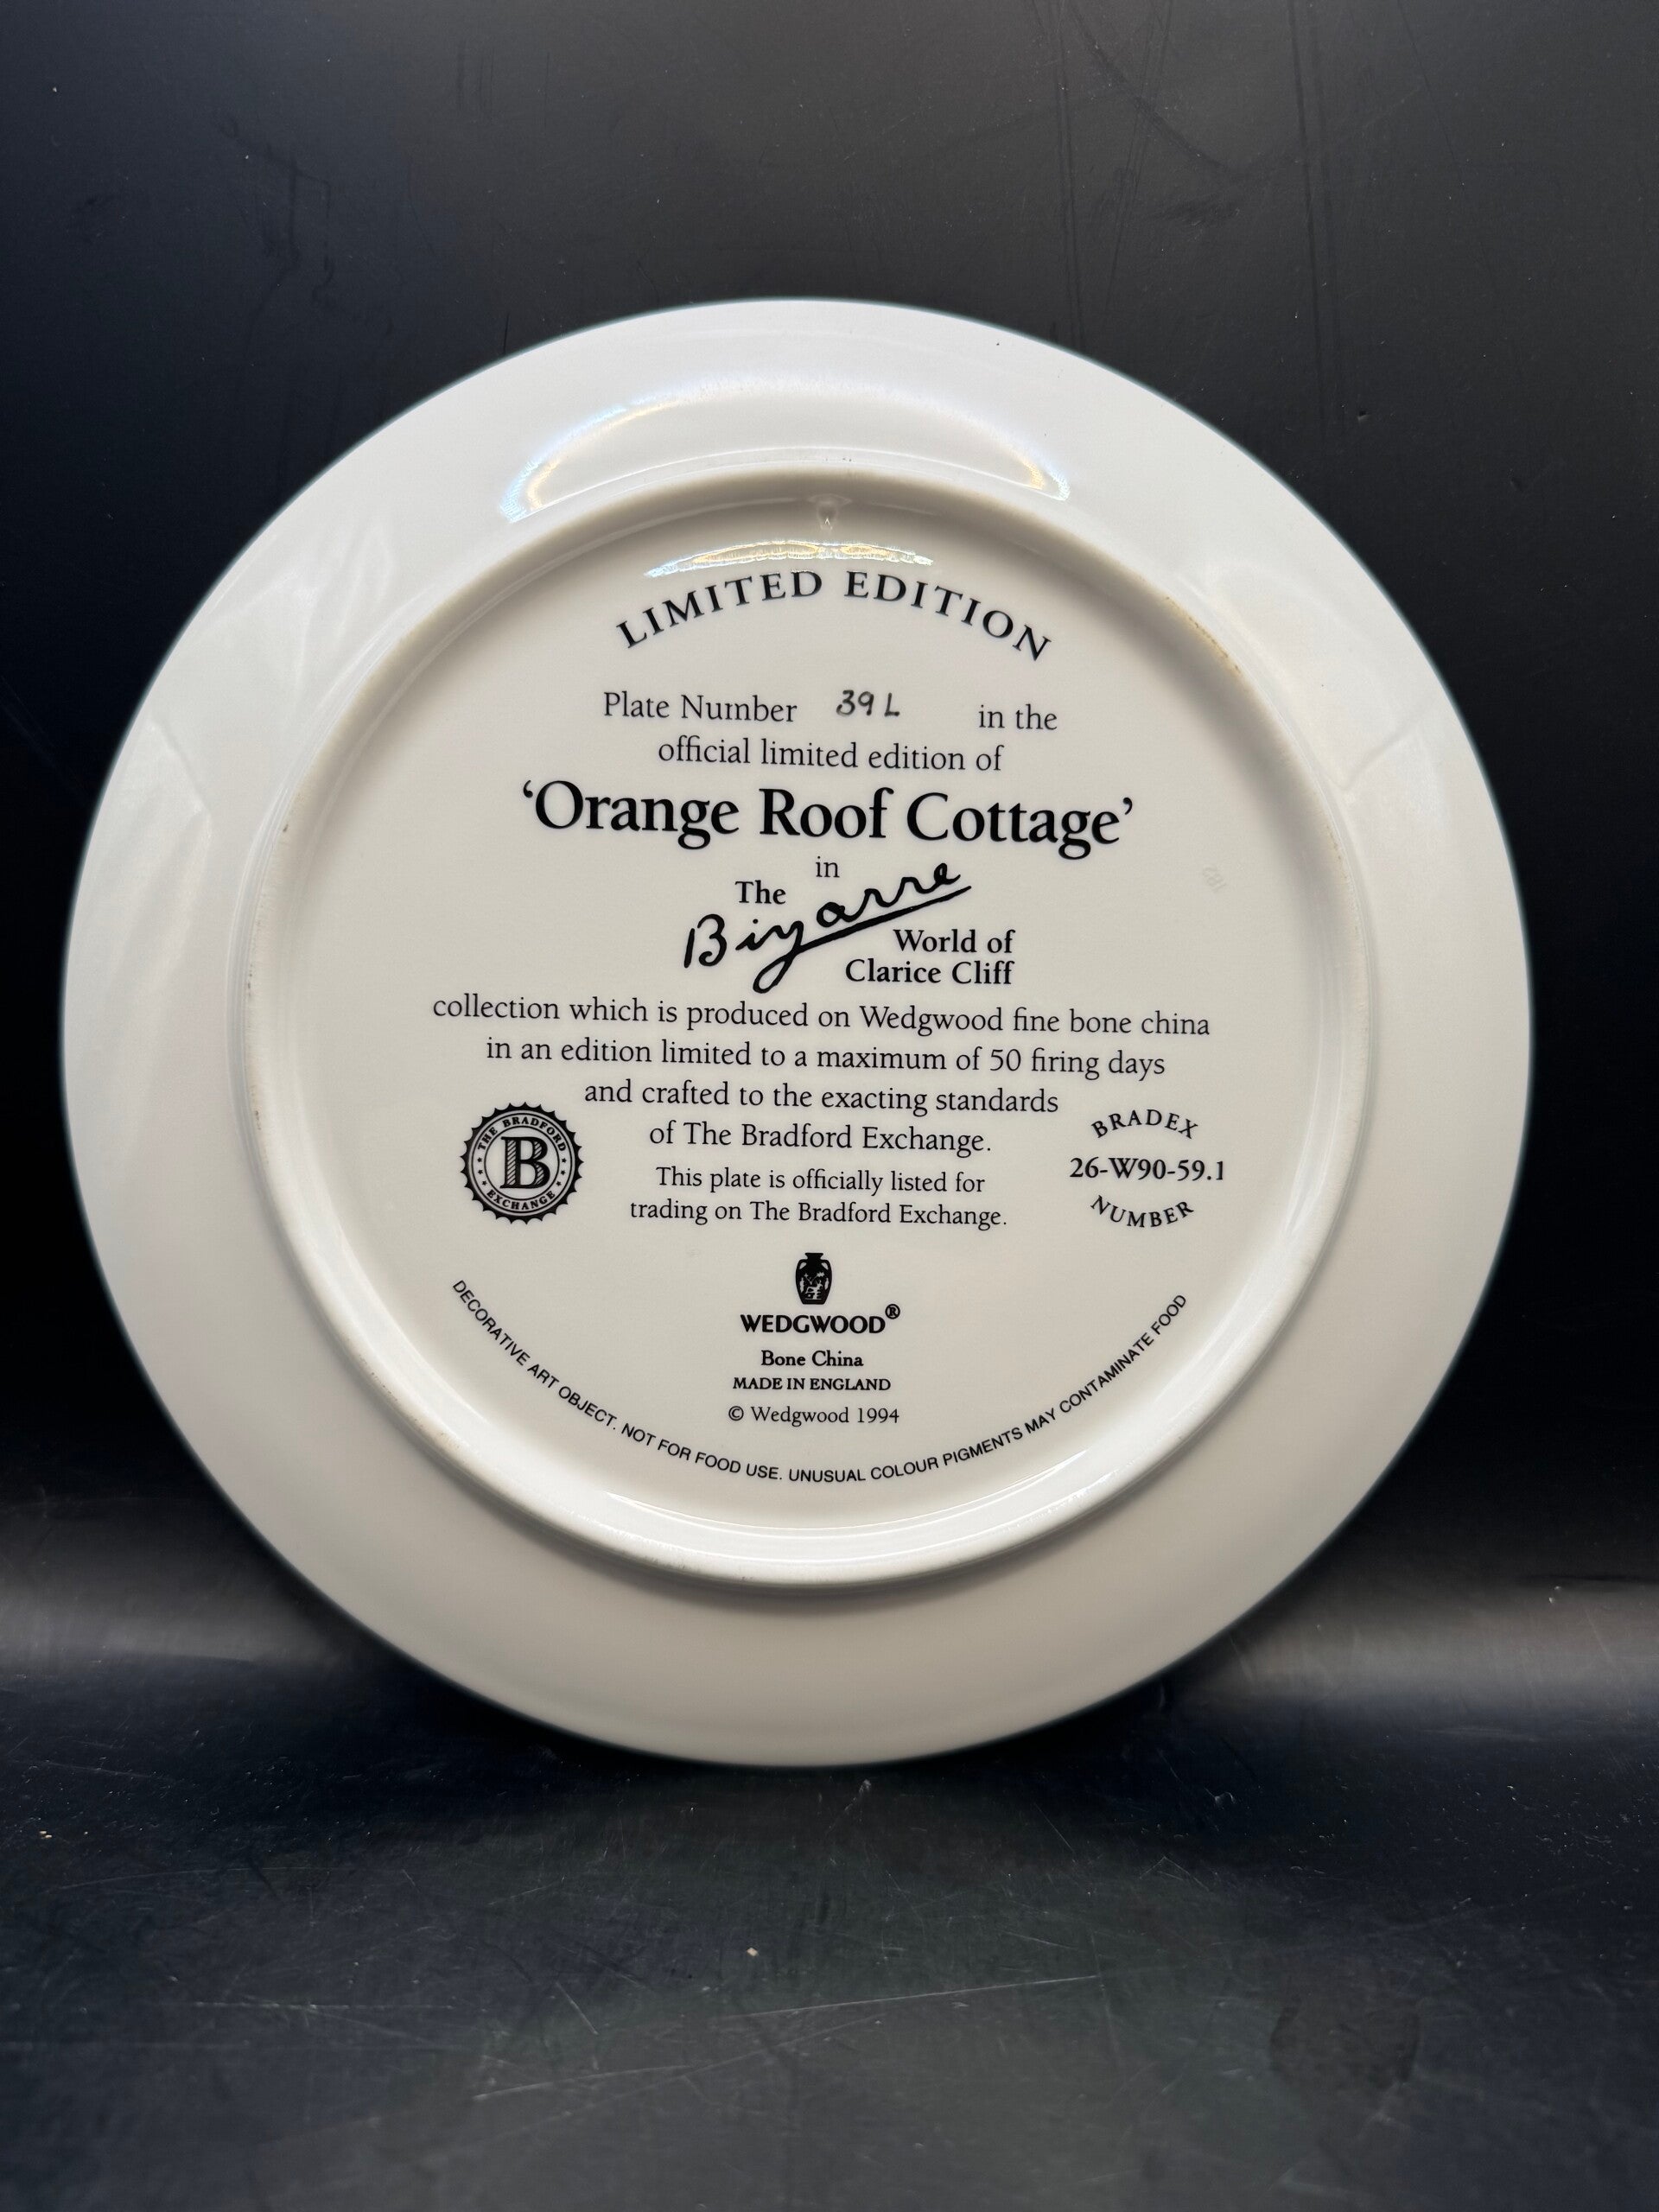 LIMITED EDITION
Plate Number 39L in the
official limited edition of
‘Orange Roof Cottage’
in
The Bizarre World of
Clarice Cliff
collection which is produced on Wedgwood fine bone china
in an edition limited to a maximum of 50 firing days
and crafted to the exacting standards
of The Bradford Exchange.
This plate is officially listed for
trading on The Bradford Exchange.
THE BRADFORD
B
EXCHANGE
BRADEX
26-W90-59.1
NUMBER
WEDGWOOD®
Bone China
MADE IN ENGLAND
© Wedgwood 1994
DECORATIVE ART OBJECT. NOT FOR FOOD USE. UNUSUAL COLOUR PIGMENTS MAY CONTAMINATE FOOD